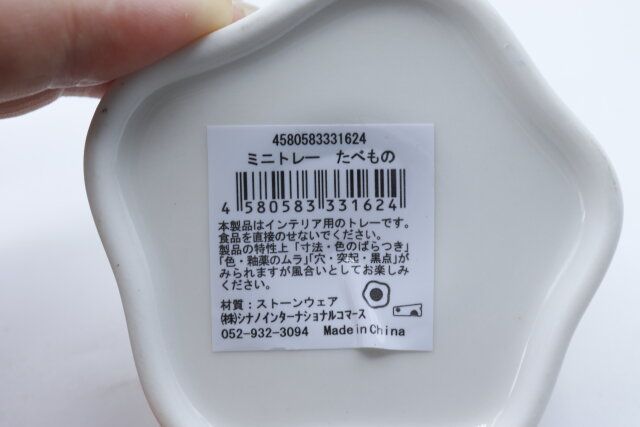 4580583331624
ミニトレー　たべもの
4 580583 331624
本製品はインテリア用のトレーです。
食品を直接のせないでください。
製品の特性上「寸法・色のばらつき」
「色・釉薬のムラ」「穴・突起・黒点」が
みられますが風合いとしてお楽しみ
ください。
材質：ストーンウェア
㈱シナノインターナショナルコマース
052-932-3094　Made in China